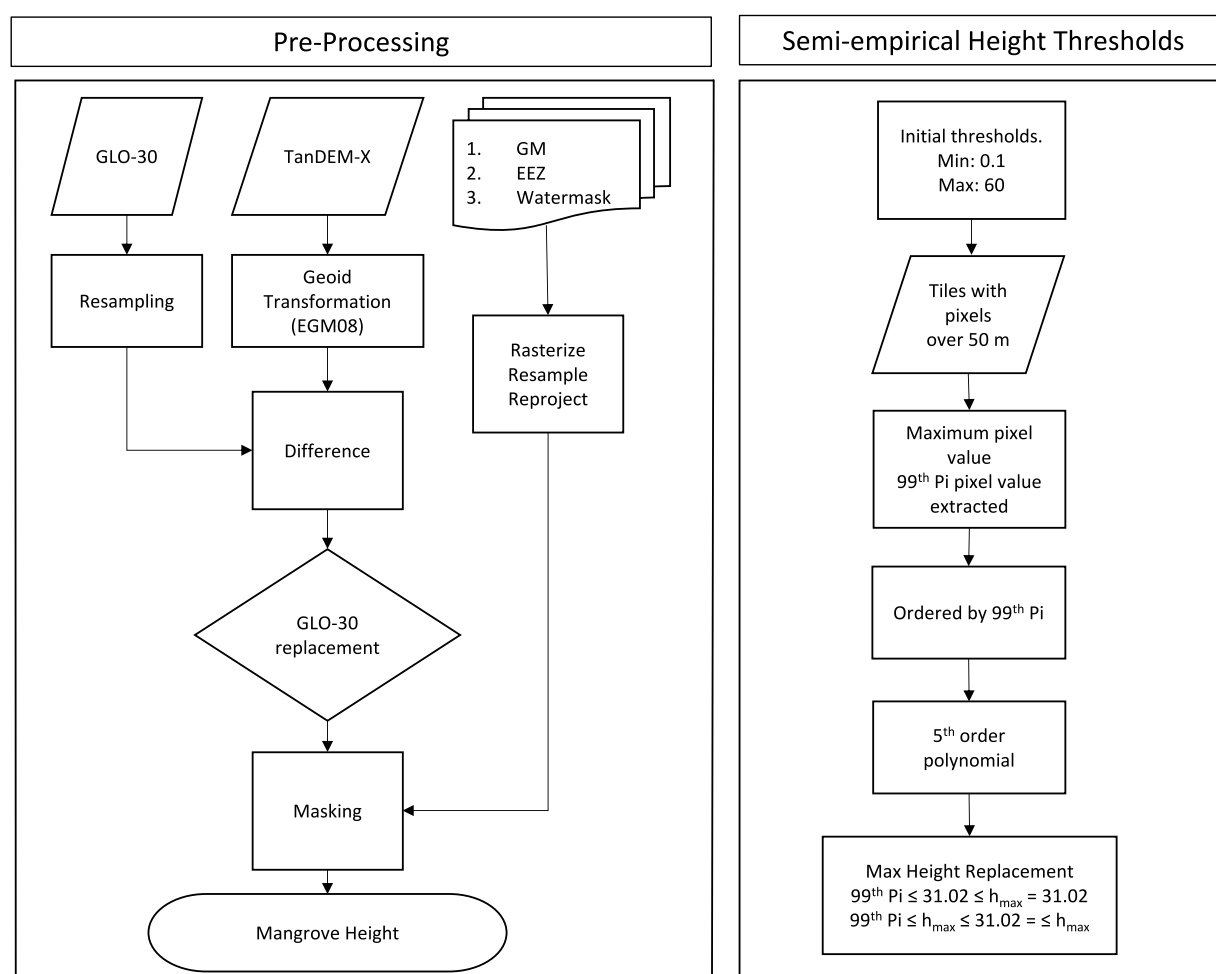 Pre-Processing
GLO-30
TanDEM-X
1. GM
2. EEZ
3. Watermask
Resampling
Geoid
Transformation
(EGM08)
Rasterize
Resample
Reproject
Difference
GLO-30
replacement
Masking
Mangrove Height
Semi-empirical Height Thresholds
Initial thresholds.
Min: 0.1
Max: 60
Tiles with
pixels
over 50 m
Maximum pixel
value
99th Pi pixel value
extracted
Ordered by 99th Pi
5th order
polynomial
Max Height Replacement
99th Pi ≤ 31.02 ≤ hmax = 31.02
99th Pi ≤ hmax ≤ 31.02 = ≤ hmax